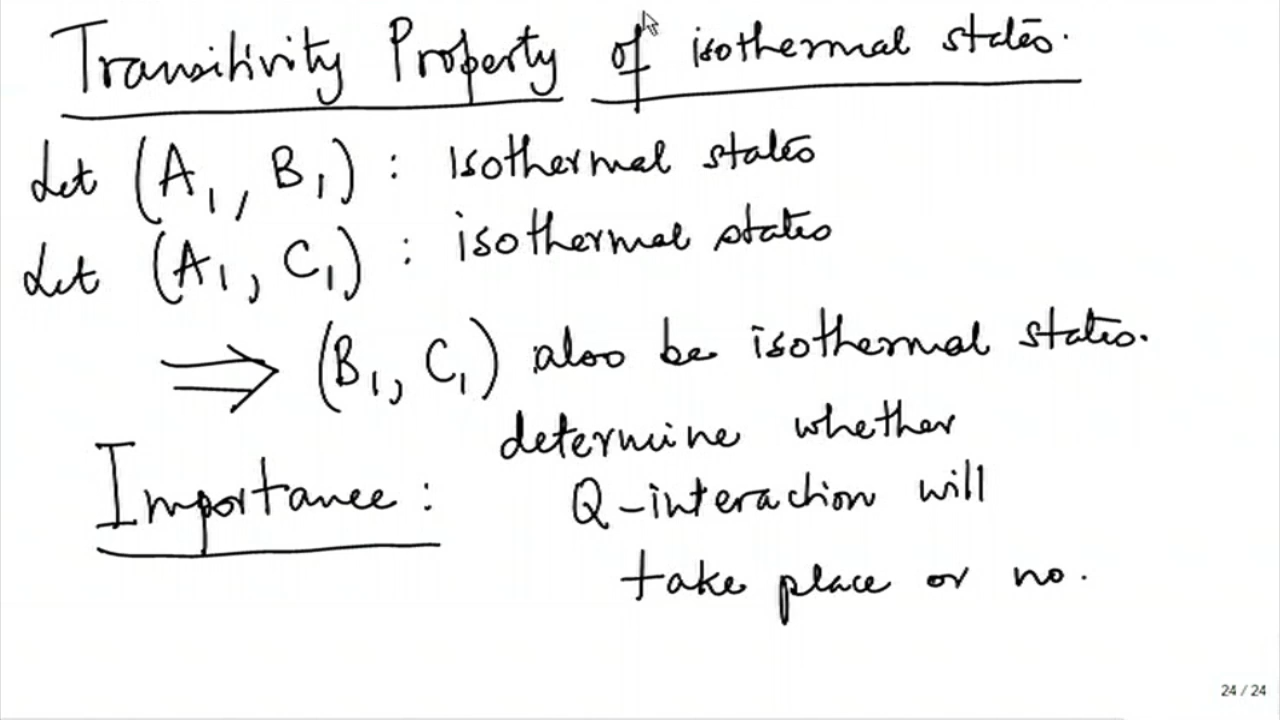 Transitivity Property of isothermal states.
Let (A₁, B₁) : isothermal states
Let (A₁, C₁) : isothermal states
⇒ (B₁, C₁) also be isothermal states.
Importance : determine whether
Q-interaction will
take place or no.
24 / 24